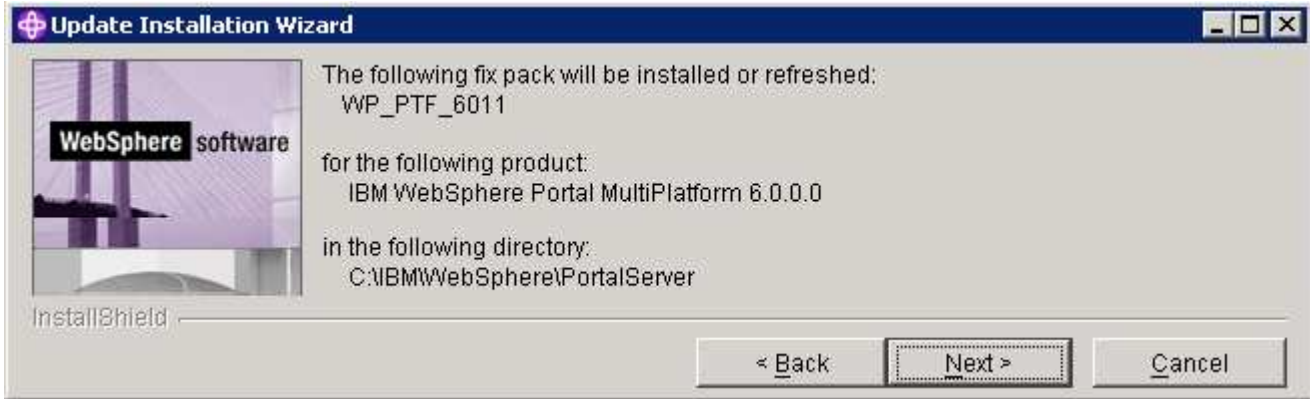 Update Installation Wizard
The following fix pack will be installed or refreshed:
WP_PTF_6011
WebSphere software
for the following product:
IBM WebSphere Portal MultiPlatform 6.0.0.0
in the following directory:
C:\IBM\WebSphere\PortalServer
InstallShield
< Back
Next >
Cancel